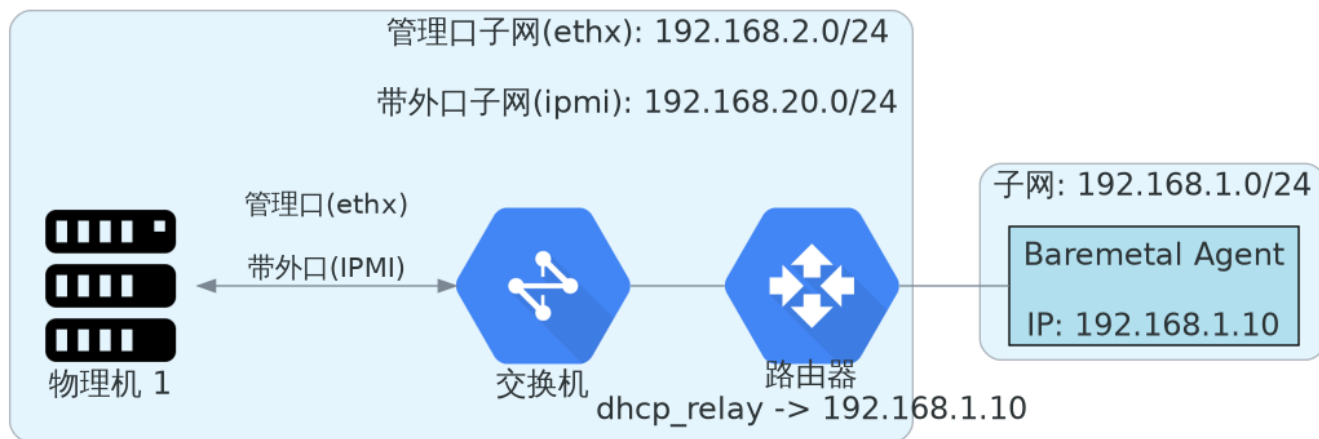 管理口子网(ethx): 192.168.2.0/24
带外口子网(ipmi): 192.168.20.0/24
管理口(ethx)
带外口(IPMI)
物理机 1
交换机
路由器
dhcp_relay -> 192.168.1.10
子网: 192.168.1.0/24
Baremetal Agent
IP: 192.168.1.10